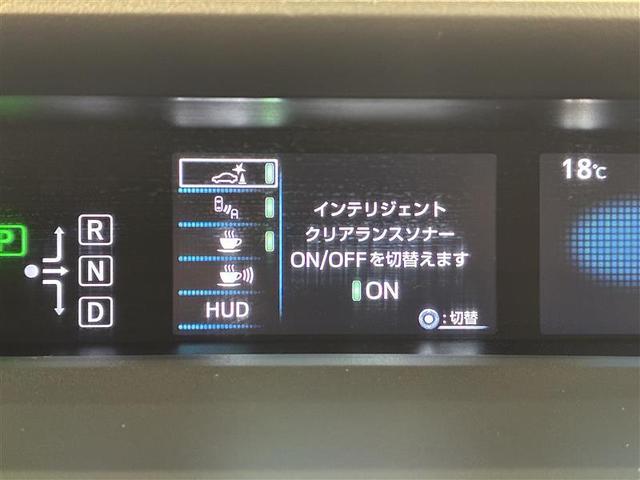 P
R
N
D
HUD
インテリジェント
クリアランスソナー
ON/OFFを切替えます
ON
:切替
18℃